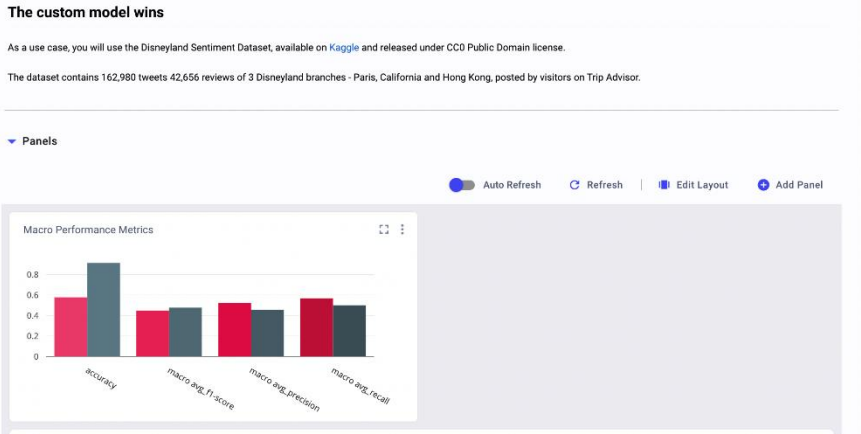 The custom model wins
As a use case, you will use the Disneyland Sentiment Dataset, available on Kaggle and released under CC0 Public Domain license.
The dataset contains 162,980 tweets 42,656 reviews of 3 Disneyland branches - Paris, California and Hong Kong, posted by visitors on Trip Advisor.
Panels
Auto Refresh Refresh Edit Layout Add Panel
Macro Performance Metrics
0.8
0.6
0.4
0.2
0
accuracy macro avg_f1-score macro avg_precision macro avg_recall